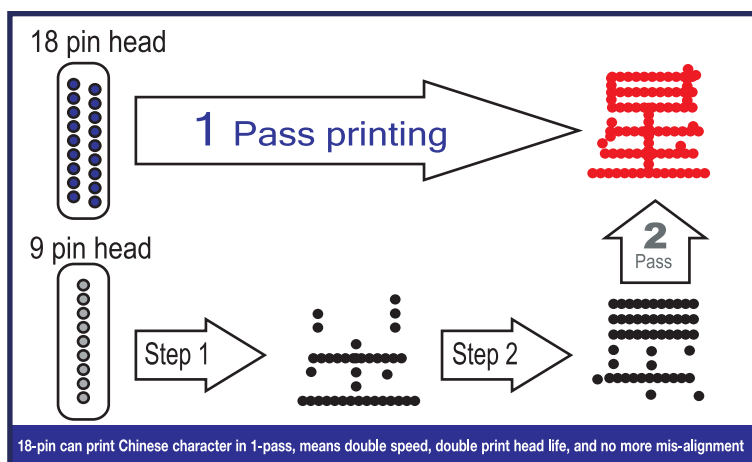 18 pin head
1 Pass printing
星
2
Pass
9 pin head
Step 1
Step 2
18-pin can print Chinese character in 1-pass, means double speed, double print head life, and no more mis-alignment